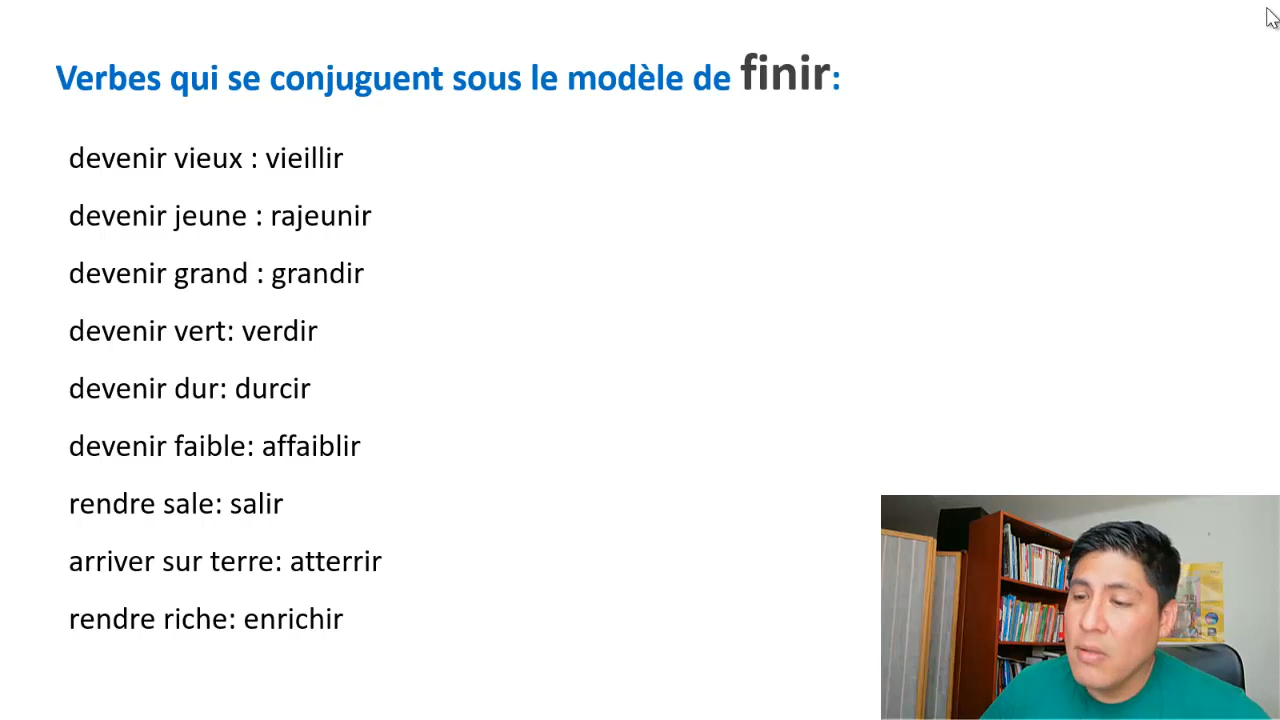 Verbes qui se conjuguent sous le modèle de finir:
devenir vieux : vieillir
devenir jeune : rajeunir
devenir grand : grandir
devenir vert: verdir
devenir dur: durcir
devenir faible: affaiblir
rendre sale: salir
arriver sur terre: atterrir
rendre riche: enrichir